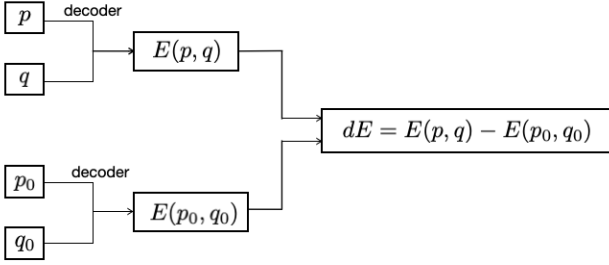 p
decoder
q
E(p, q)
dE = E(p, q) − E(p₀, q₀)
p₀
decoder
q₀
E(p₀, q₀)